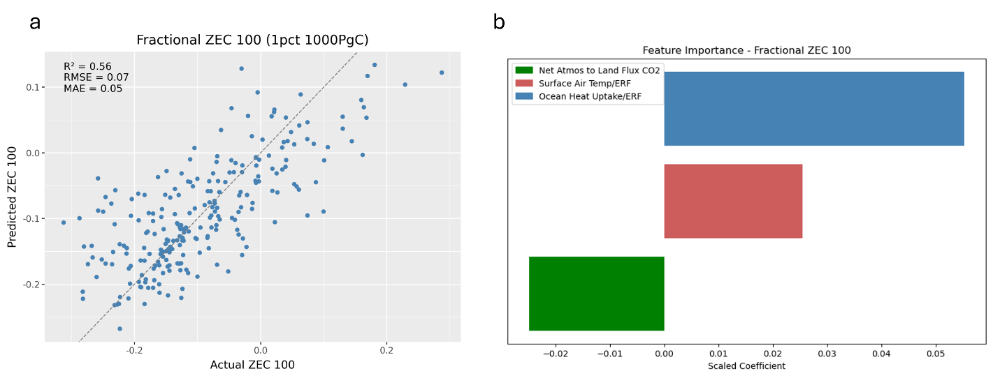 a
Fractional ZEC 100 (1pct 1000PgC)
R² = 0.56
RMSE = 0.07
MAE = 0.05
0.1
0.0
-0.1
-0.2
Predicted ZEC 100
-0.2 0.0 0.2
Actual ZEC 100
b
Feature Importance - Fractional ZEC 100
Net Atmos to Land Flux CO2
Surface Air Temp/ERF
Ocean Heat Uptake/ERF
−0.02 −0.01 0.00 0.01 0.02 0.03 0.04 0.05
Scaled Coefficient